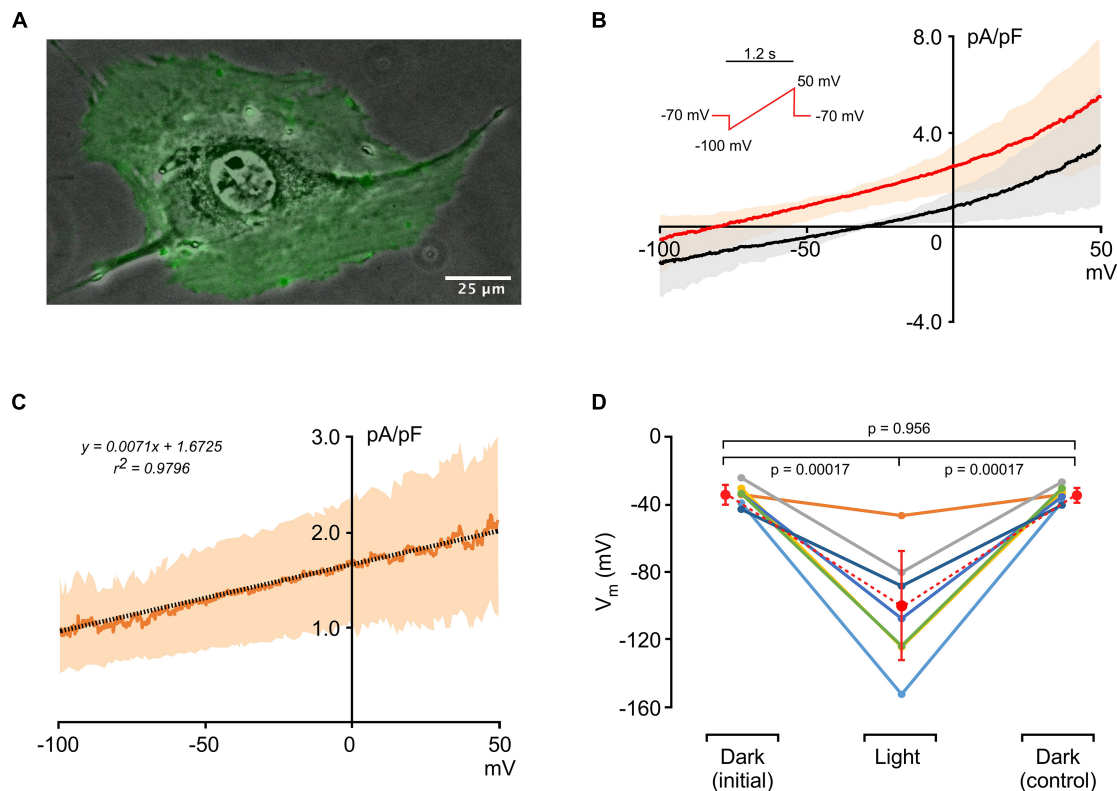 A
25 μm
B
pA/pF
8.0
1.2 s
50 mV
-70 mV
-70 mV
-100 mV
4.0
-100
-50
0
50
mV
-4.0
C
y = 0.0071x + 1.6725
r2 = 0.9796
3.0
pA/pF
2.0
1.0
-100
-50
0
50
mV
D
p = 0.956
p = 0.00017
p = 0.00017
0
-40
-80
-120
-160
Vm (mV)
Dark
(initial)
Light
Dark
(control)